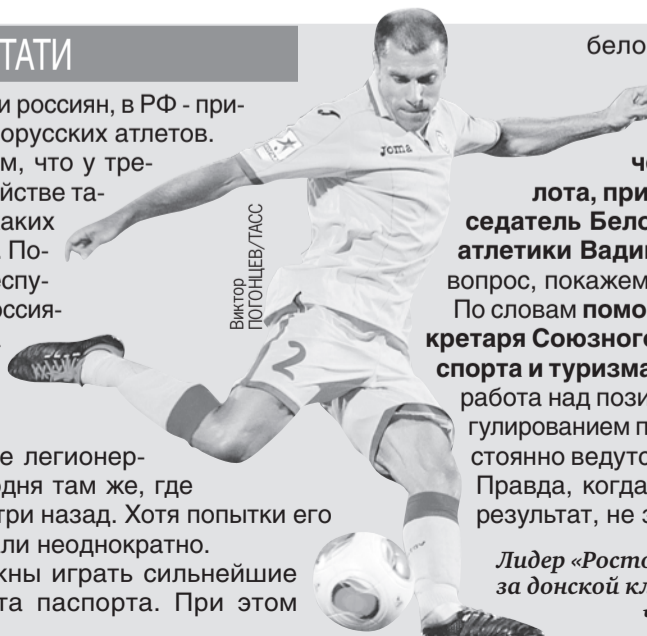 ТАТИ
и россиян, в РФ - при-
орусских атлетов.
м, что у тре-
йстве та-
аких
По-
еспу-
оссия-
е легионер-
одня там же, где
три назад. Хотя попытки его
ли неоднократно.
жны играть сильнейшие
та паспорта. При этом
Виктор
ПОГОНЦЕВ/ТАСС
joma
2
бело
че
лота, при
седатель Бело
атлетики Вади
вопрос, покажем
По словам помо
кретаря Союзного
спорта и туризма
работа над пози
гулированием п
стоянно ведутс
Правда, когда
результат, не з
Лидер «Росто
за донской кл